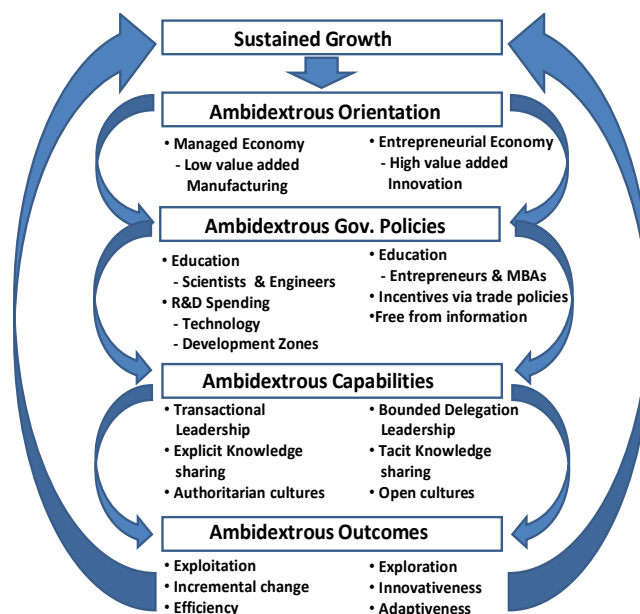 Sustained Growth
Ambidextrous Orientation
• Managed Economy
- Low value added
Manufacturing
• Entrepreneurial Economy
- High value added
Innovation
Ambidextrous Gov. Policies
• Education
- Scientists & Engineers
• R&D Spending
- Technology
- Development Zones
• Education
- Entrepreneurs & MBAs
• Incentives via trade policies
•Free from information
Ambidextrous Capabilities
• Transactional
Leadership
• Explicit Knowledge
sharing
• Authoritarian cultures
• Bounded Delegation
Leadership
• Tacit Knowledge
sharing
• Open cultures
Ambidextrous Outcomes
• Exploitation
• Incremental change
• Efficiency
• Exploration
• Innovativeness
• Adaptiveness